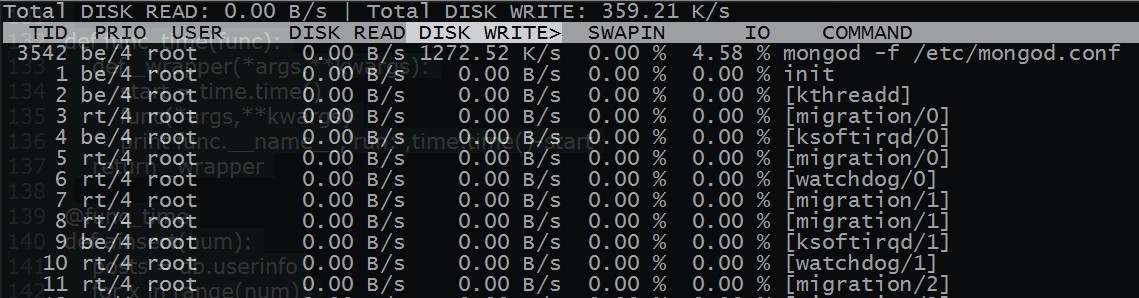 Total DISK READ: 0.00 B/s | Total DISK WRITE: 359.21 K/s
TID PRIO USER DISK READ DISK WRITE> SWAPIN IO COMMAND
3542 be/4 root 0.00 B/s 1272.52 K/s 0.00 % 4.58 % mongod -f /etc/mongod.conf
1 be/4 root 0.00 B/s 0.00 B/s 0.00 % 0.00 % init
2 be/4 root 0.00 B/s 0.00 B/s 0.00 % 0.00 % [kthreadd]
3 rt/4 root 0.00 B/s 0.00 B/s 0.00 % 0.00 % [migration/0]
4 be/4 root 0.00 B/s 0.00 B/s 0.00 % 0.00 % [ksoftirqd/0]
5 rt/4 root 0.00 B/s 0.00 B/s 0.00 % 0.00 % [migration/0]
6 rt/4 root 0.00 B/s 0.00 B/s 0.00 % 0.00 % [watchdog/0]
7 rt/4 root 0.00 B/s 0.00 B/s 0.00 % 0.00 % [migration/1]
8 rt/4 root 0.00 B/s 0.00 B/s 0.00 % 0.00 % [migration/1]
9 be/4 root 0.00 B/s 0.00 B/s 0.00 % 0.00 % [ksoftirqd/1]
10 rt/4 root 0.00 B/s 0.00 B/s 0.00 % 0.00 % [watchdog/1]
11 rt/4 root 0.00 B/s 0.00 B/s 0.00 % 0.00 % [migration/2]